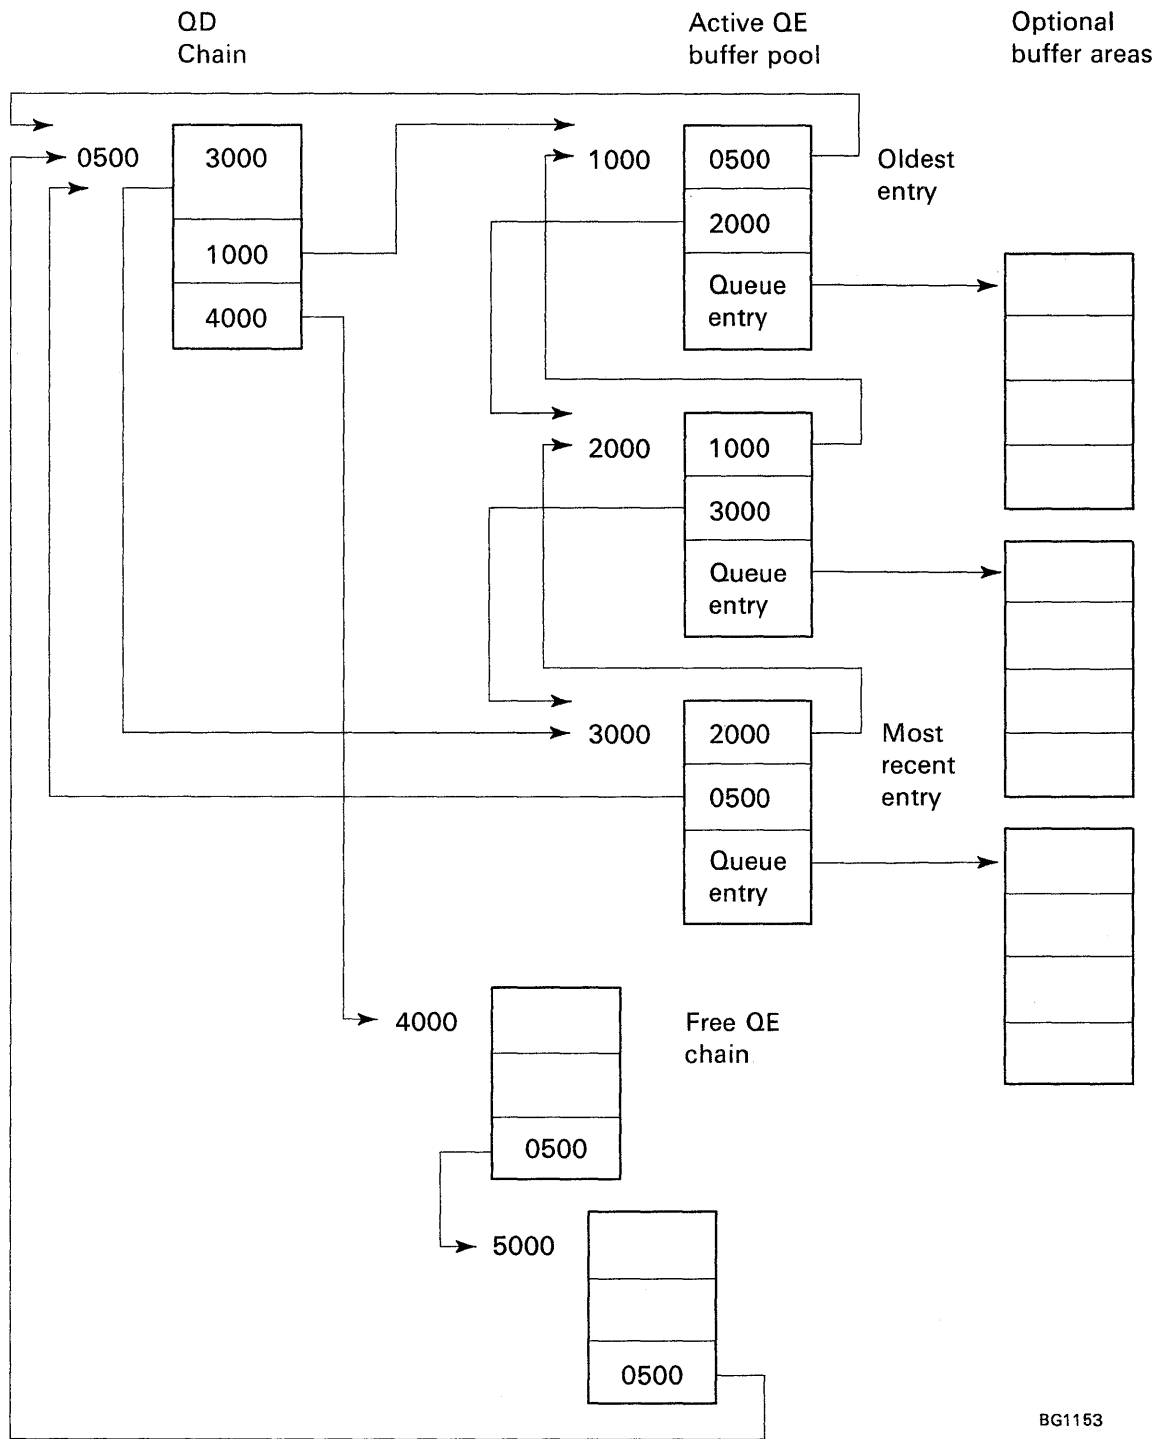 QD
Chain
Active QE
buffer pool
Optional
buffer areas
0500
3000
1000
4000
1000
0500
2000
Queue
entry
Oldest
entry
2000
1000
3000
Queue
entry
3000
2000
0500
Queue
entry
Most
recent
entry
4000
0500
Free QE
chain
5000
0500
BG1153